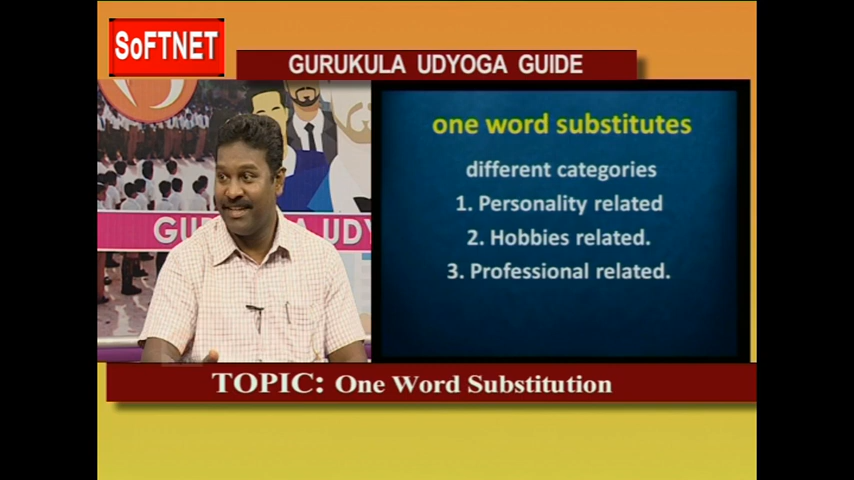 SoFTNET
GURUKULA UDYOGA GUIDE
one word substitutes
different categories
1. Personality related
2. Hobbies related.
3. Professional related.
TOPIC: One Word Substitution